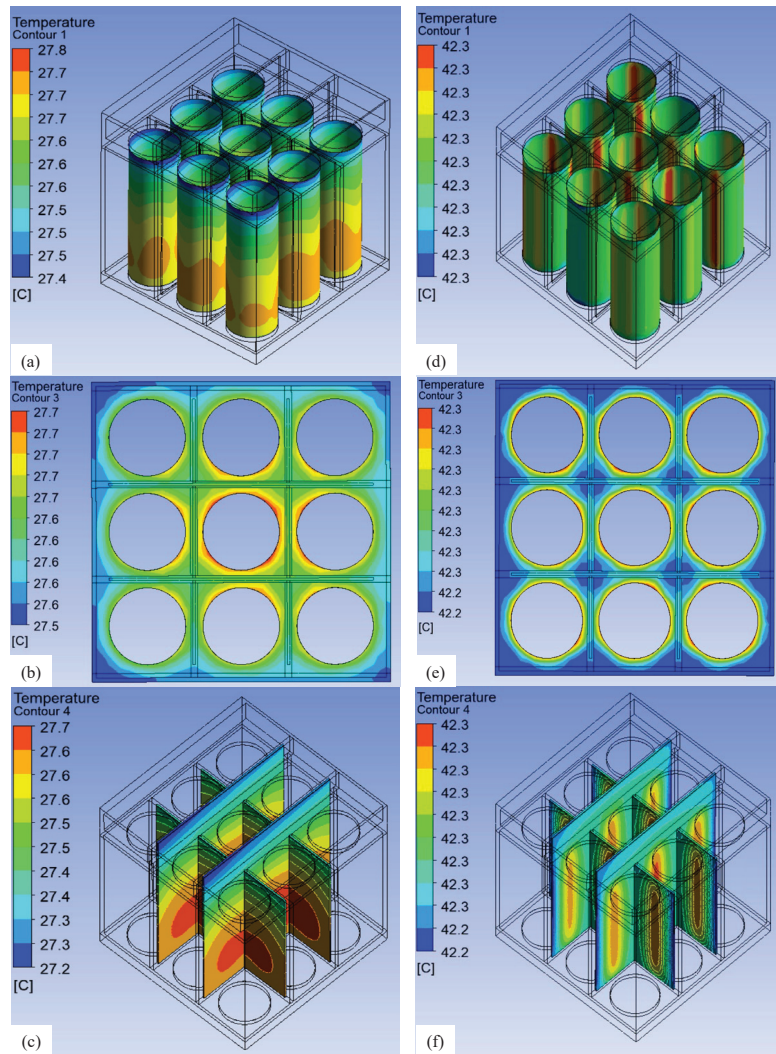 Temperature
Contour 1
27.8
27.7
27.7
27.6
27.6
27.6
27.5
27.5
27.4
[C]
(a)
Temperature
Contour 1
42.3
42.3
42.3
42.3
42.3
42.3
42.3
42.3
42.3
42.3
42.3
[C]
(d)
Temperature
Contour 3
27.7
27.7
27.7
27.7
27.7
27.6
27.6
27.6
27.6
27.6
27.5
[C]
(b)
Temperature
Contour 3
42.3
42.3
42.3
42.3
42.3
42.3
42.3
42.3
42.3
42.2
42.2
[C]
(e)
Temperature
Contour 4
27.7
27.6
27.6
27.6
27.5
27.5
27.4
27.4
27.3
27.3
27.2
[C]
(c)
Temperature
Contour 4
42.3
42.3
42.3
42.3
42.3
42.3
42.3
42.3
42.3
42.2
42.2
[C]
(f)